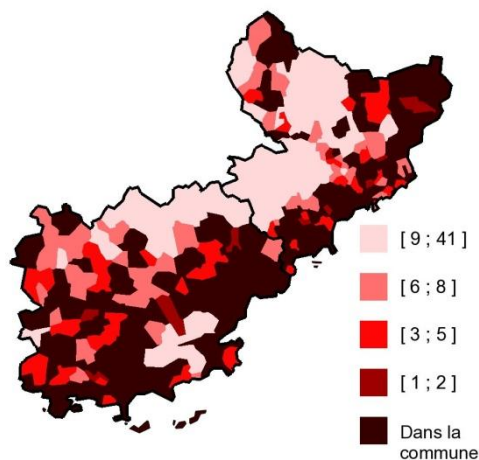 [ 9 ; 41 ]
[ 6 ; 8 ]
[ 3 ; 5 ]
[ 1 ; 2 ]
Dans la
commune